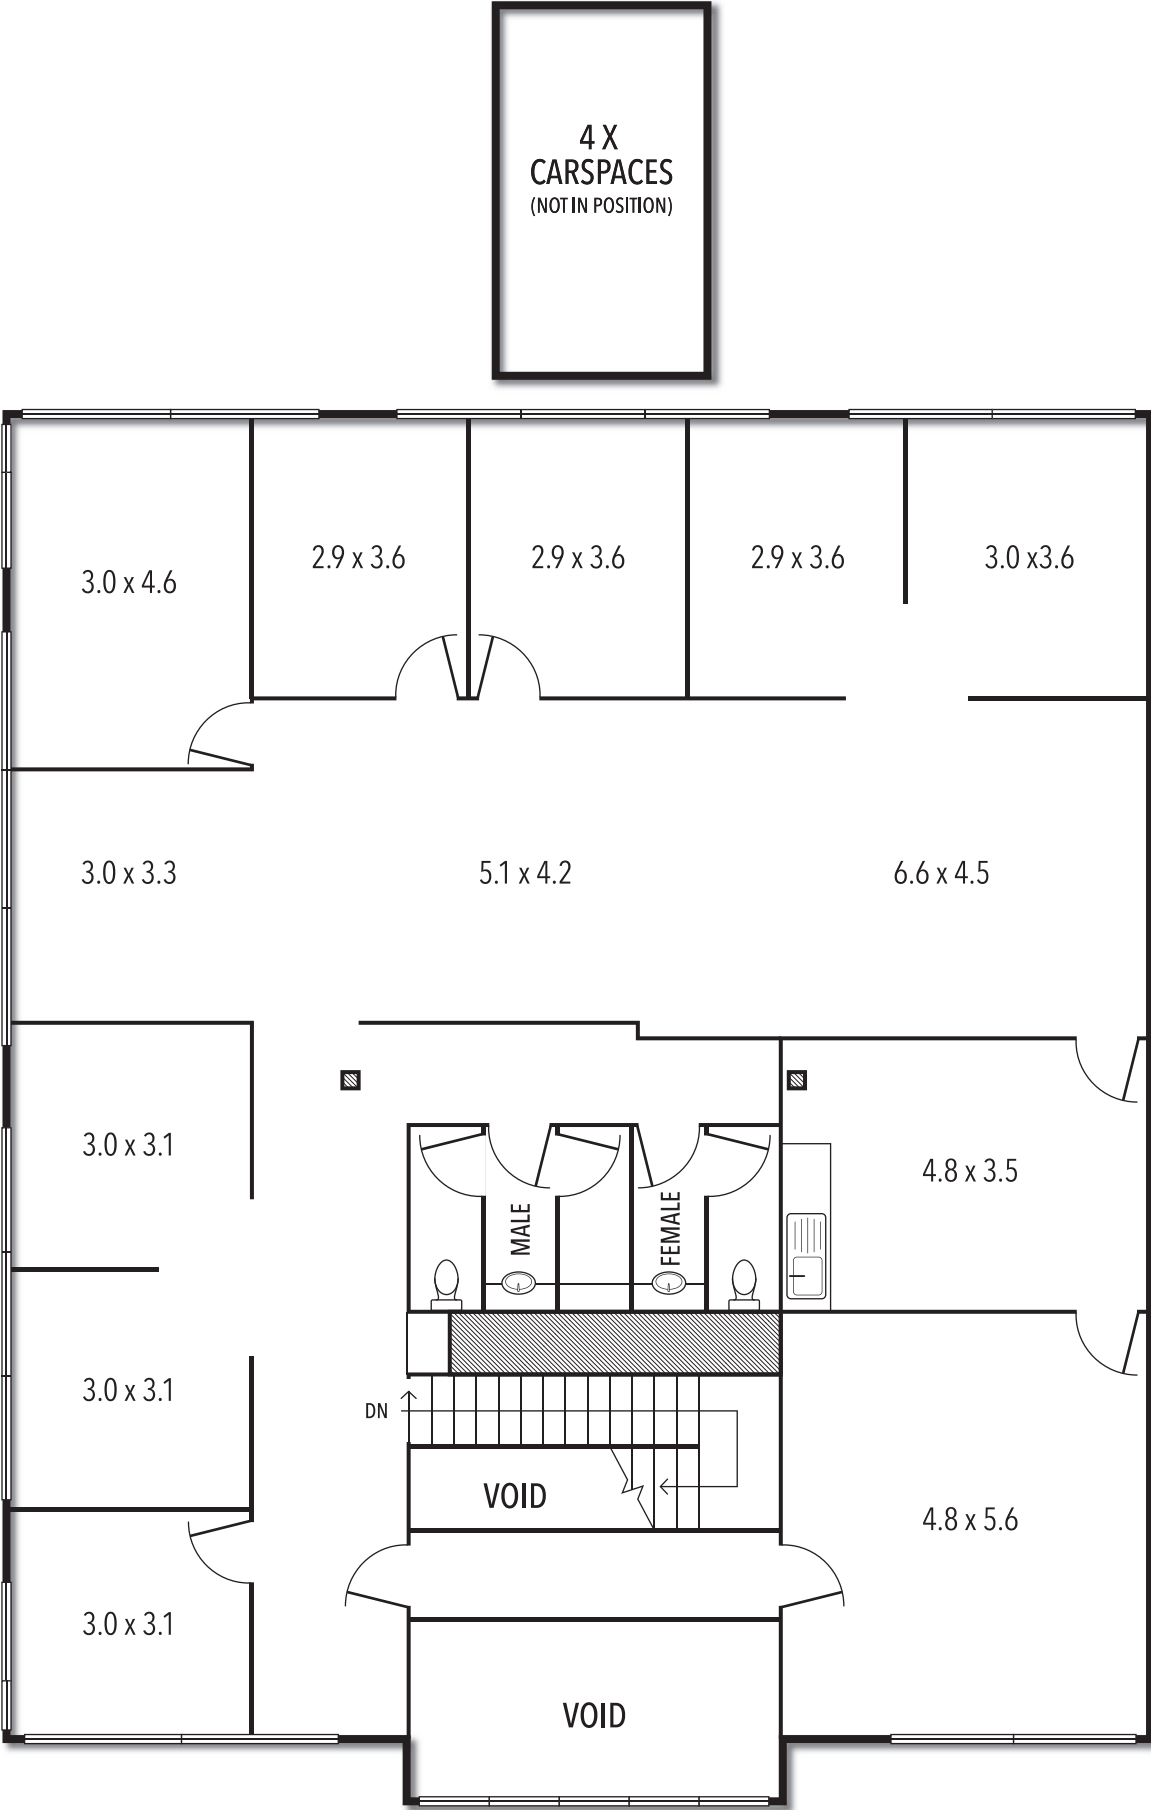 4 X
CARSPACES
(NOT IN POSITION)
3.0 x 4.6
2.9 x 3.6
2.9 x 3.6
2.9 x 3.6
3.0 x3.6
3.0 x 3.3
5.1 x 4.2
6.6 x 4.5
3.0 x 3.1
MALE
FEMALE
4.8 x 3.5
3.0 x 3.1
DN
VOID
4.8 x 5.6
3.0 x 3.1
VOID